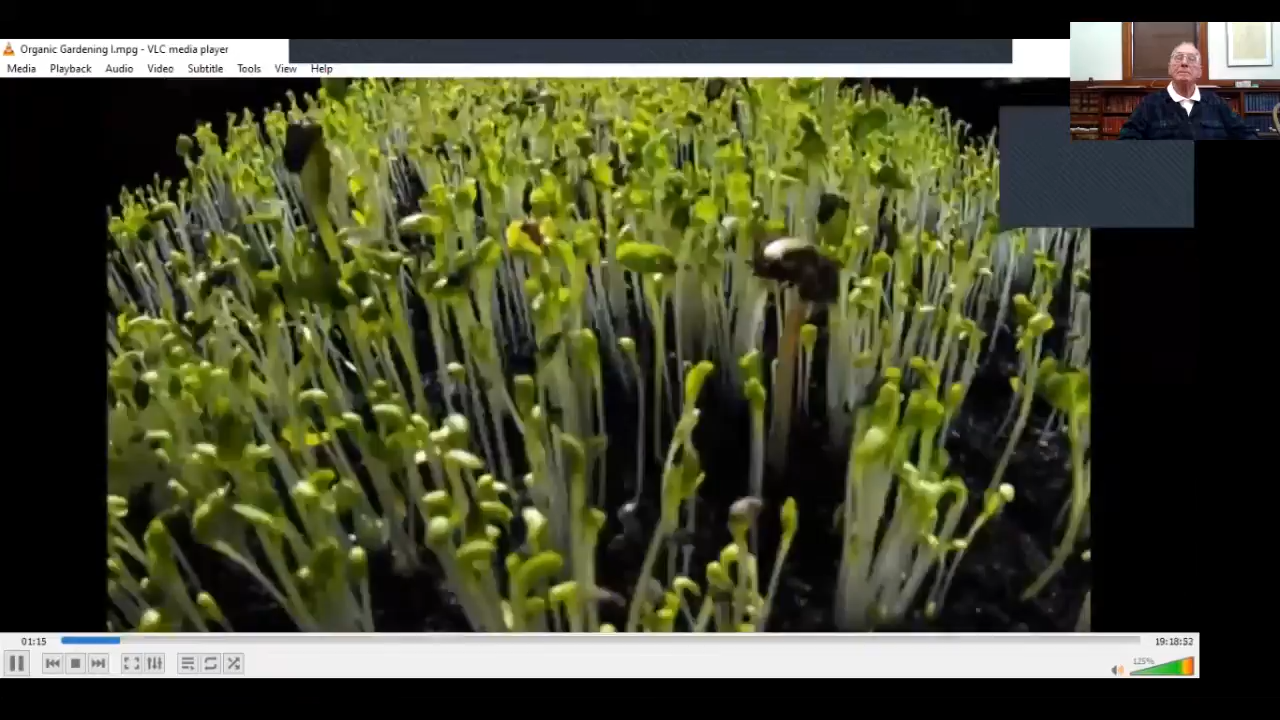 Organic Gardening I.mpg - VLC media player
Media Playback Audio Video Subtitle Tools View Help
01:15
19:18:52
125%